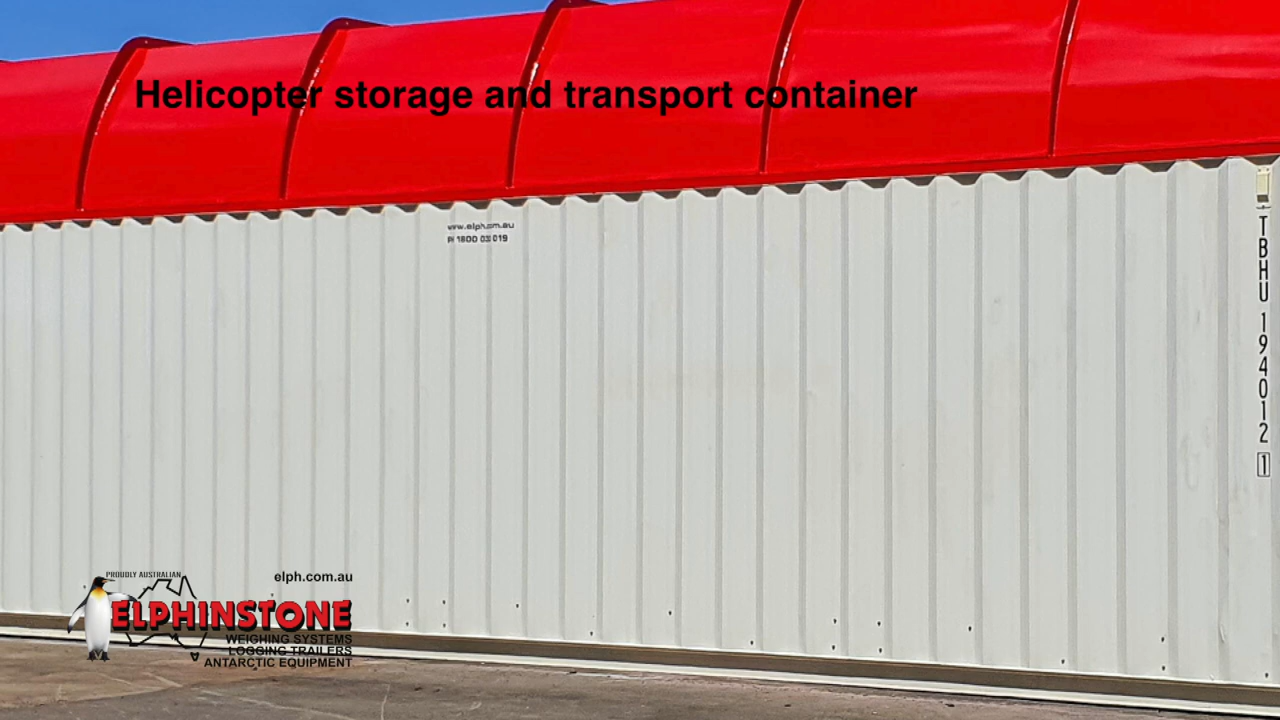 Helicopter storage and transport container
www.elph.com.au
PH 1800 03 019
TBHU 194012 1
PROUDLY AUSTRALIAN
elph.com.au
ELPHINSTONE
WEIGHING SYSTEMS
LOGGING TRAILERS
ANTARCTIC EQUIPMENT